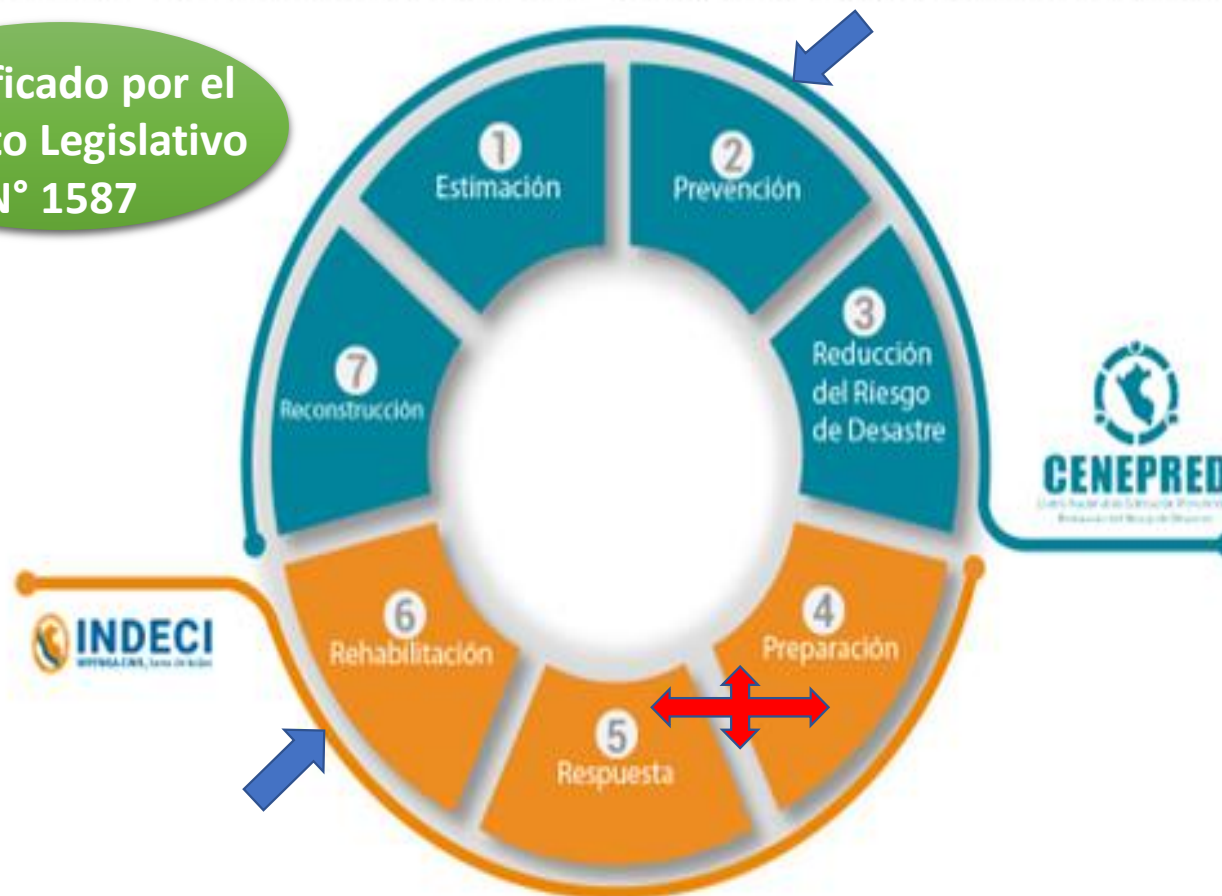 ficado por el
to Legislativo
N° 1587
1
Estimación
2
Prevención
3
Reducción
del Riesgo
de Desastre
7
Reconstrucción
CENEPRED
6
Rehabilitación
4
Preparación
5
Respuesta
INDECI